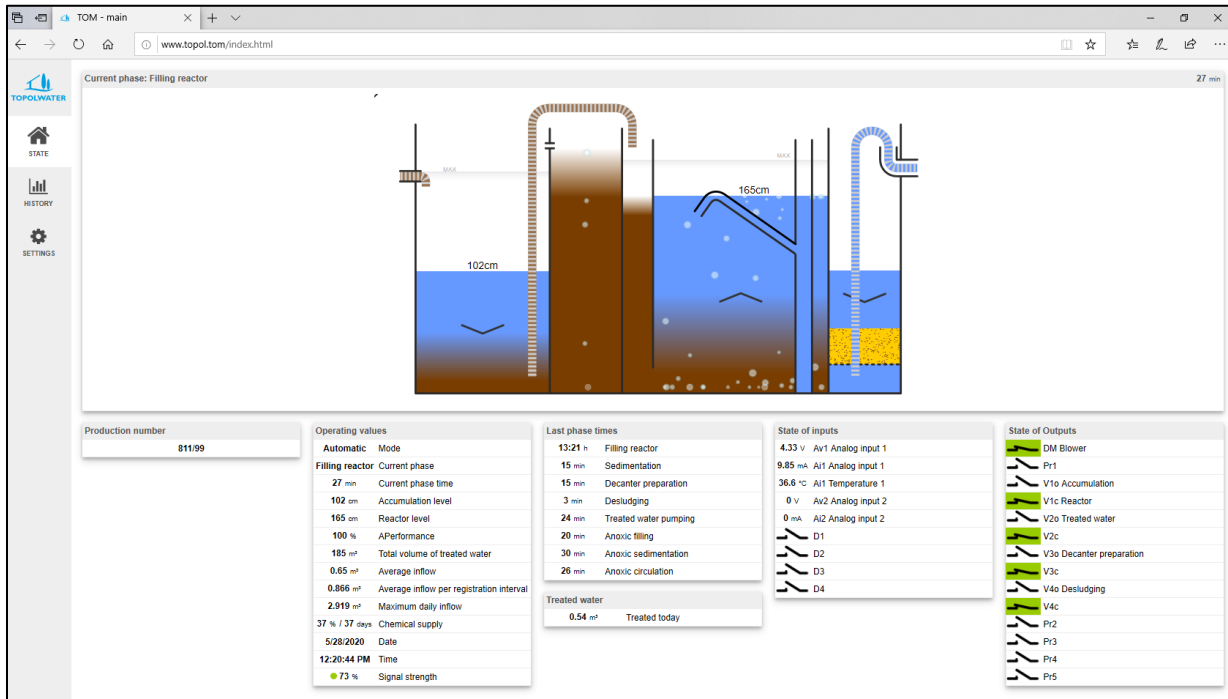 TOM - main
www.topol.tom/index.html
TOPOLWATER
STATE
HISTORY
SETTINGS
Current phase: Filling reactor 27 min
MAX
MAX
165cm
102cm
Production number
811/99
Operating values
Automatic Mode
Filling reactor Current phase
27 min Current phase time
102 cm Accumulation level
165 cm Reactor level
100 % APerformance
185 m³ Total volume of treated water
0.65 m³ Average inflow
0.866 m³ Average inflow per registration interval
2.919 m³ Maximum daily inflow
37 % / 37 days Chemical supply
5/28/2020 Date
12:20:44 PM Time
73 % Signal strength
Last phase times
13:21 h Filling reactor
15 min Sedimentation
15 min Decanter preparation
3 min Desludging
24 min Treated water pumping
20 min Anoxic filling
30 min Anoxic sedimentation
26 min Anoxic circulation
Treated water
0.54 m³ Treated today
State of inputs
4.33 V Av1 Analog input 1
9.85 mA Ai1 Analog input 1
36.6 °C Ai1 Temperature 1
0 V Av2 Analog input 2
0 mA Ai2 Analog input 2
D1
D2
D3
D4
State of Outputs
DM Blower
Pr1
V1o Accumulation
V1c Reactor
V2o Treated water
V2c
V3o Decanter preparation
V3c
V4o Desludging
V4c
Pr2
Pr3
Pr4
Pr5